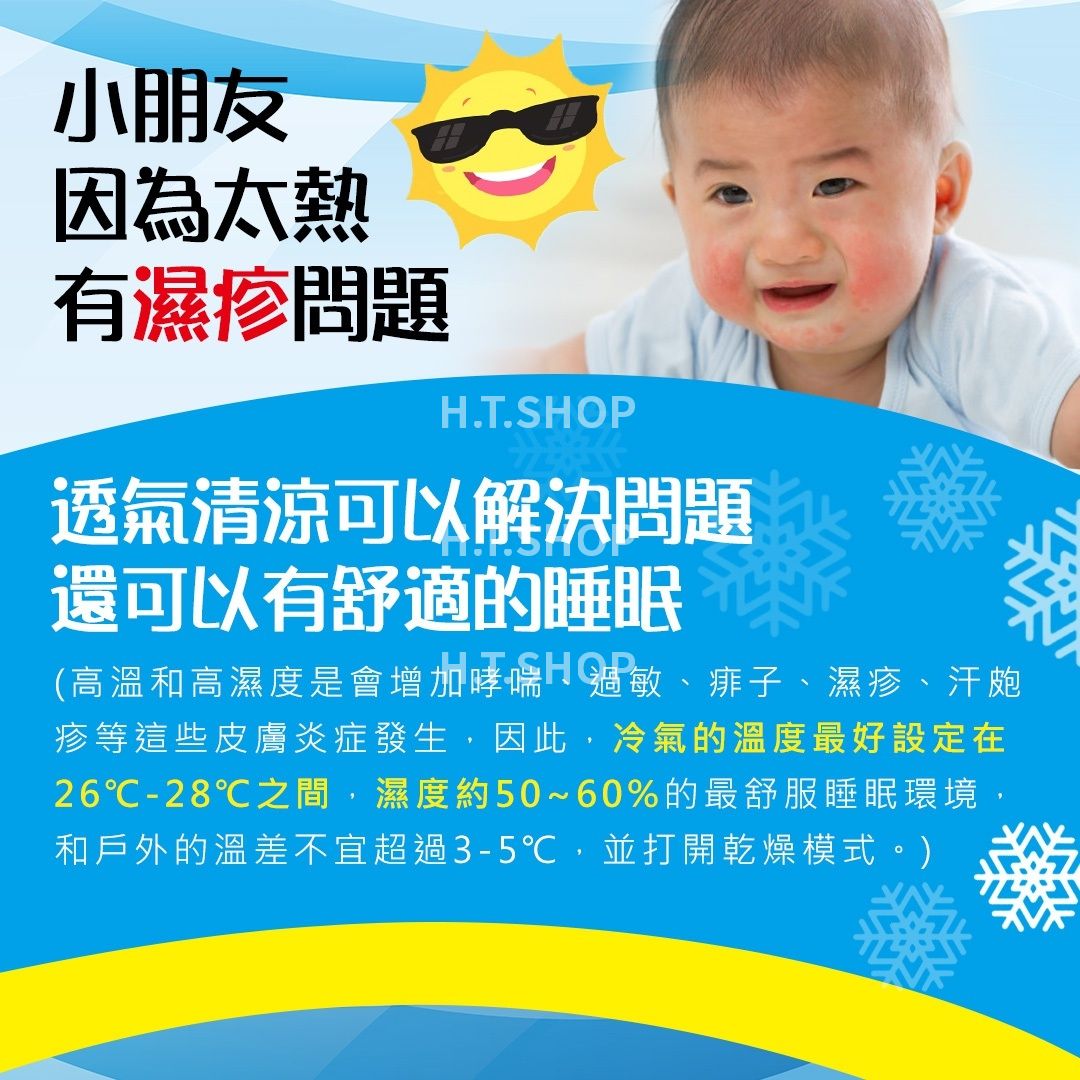 小朋友
因為太熱
有濕疹問題
H.T.SHOP
透氣清涼可以解決問題
H.T.SHOP
還可以有舒適的睡眠
H.T.SHOP
(高溫和高濕度是會增加哮喘、過敏、痱子、濕疹、汗皰
疹等這些皮膚炎症發生，因此，冷氣的溫度最好設定在
26℃-28℃之間，濕度約50~60%的最舒服睡眠環境，
和戶外的溫差不宜超過3-5℃，並打開乾燥模式。)